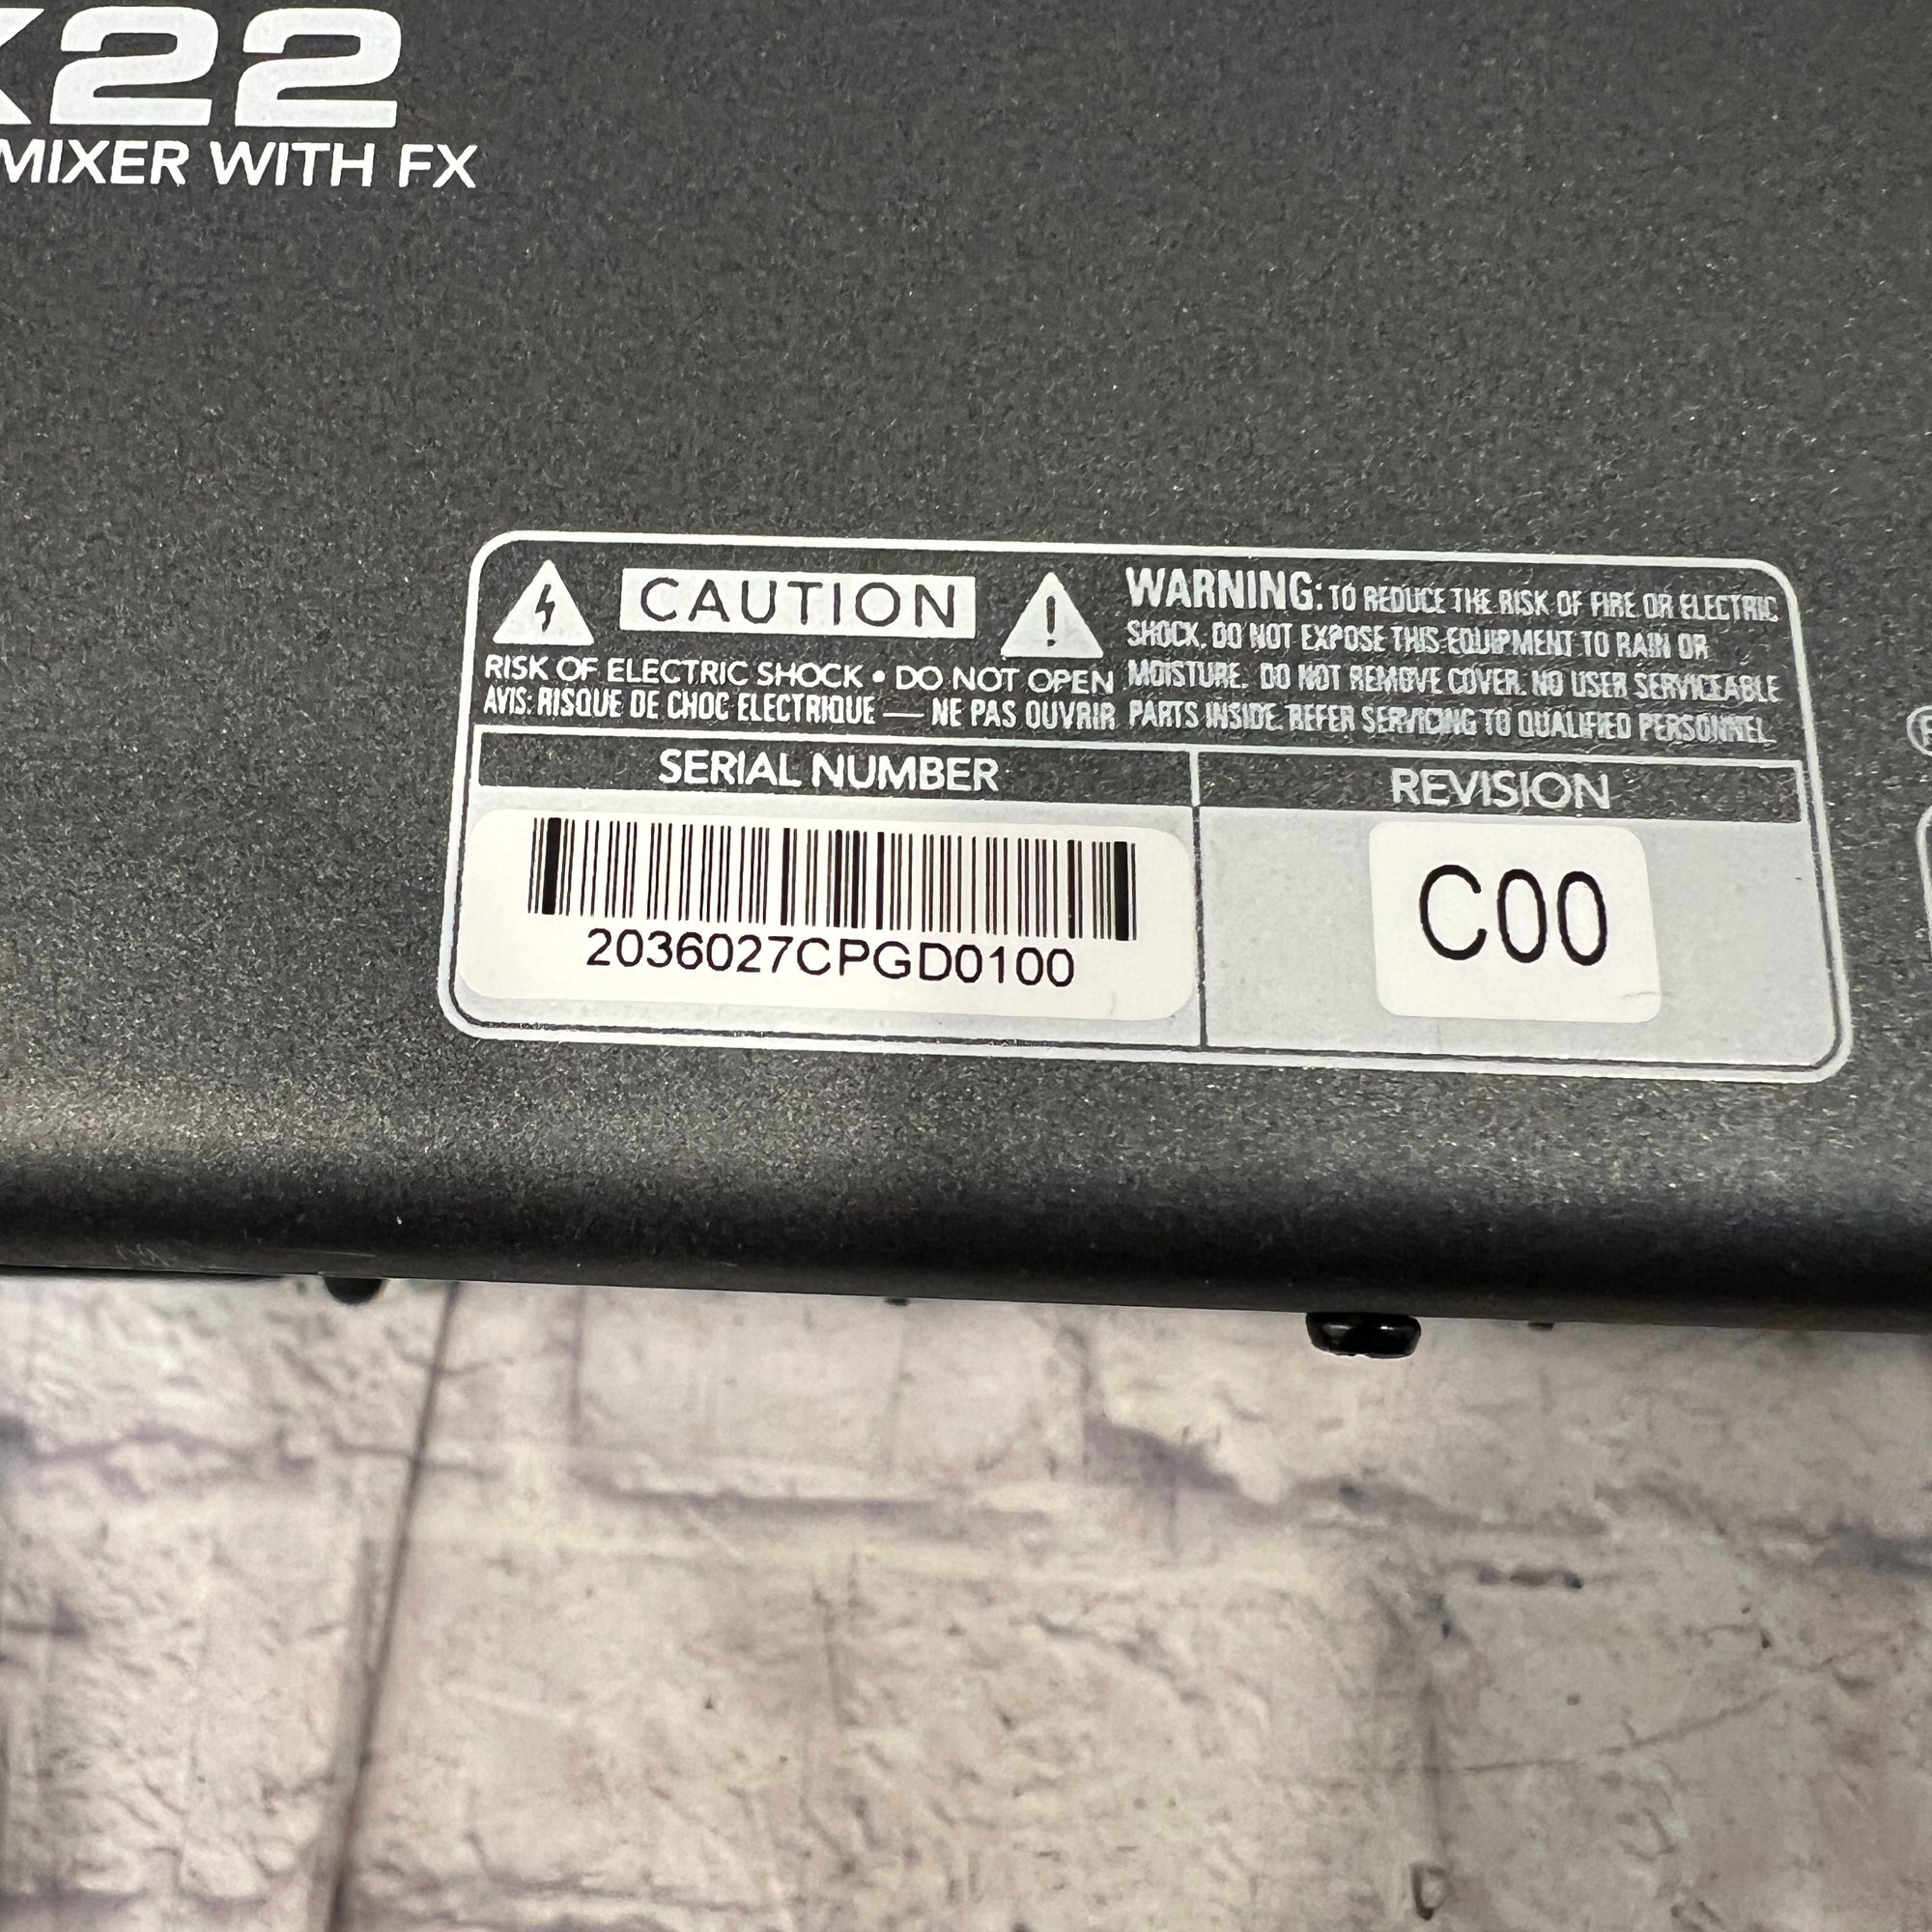 22
MIXER WITH FX
CAUTION
RISK OF ELECTRIC SHOCK • DO NOT OPEN
AVIS: RISQUE DE CHOC ELECTRIQUE — NE PAS OUVRIR
WARNING: TO REDUCE THE RISK OF FIRE OR ELECTRIC
SHOCK, DO NOT EXPOSE THIS EQUIPMENT TO RAIN OR
MOISTURE. DO NOT REMOVE COVER. NO USER SERVICEABLE
PARTS INSIDE. REFER SERVICING TO QUALIFIED PERSONNEL.
SERIAL NUMBER
2036027CPGD0100
REVISION
C00